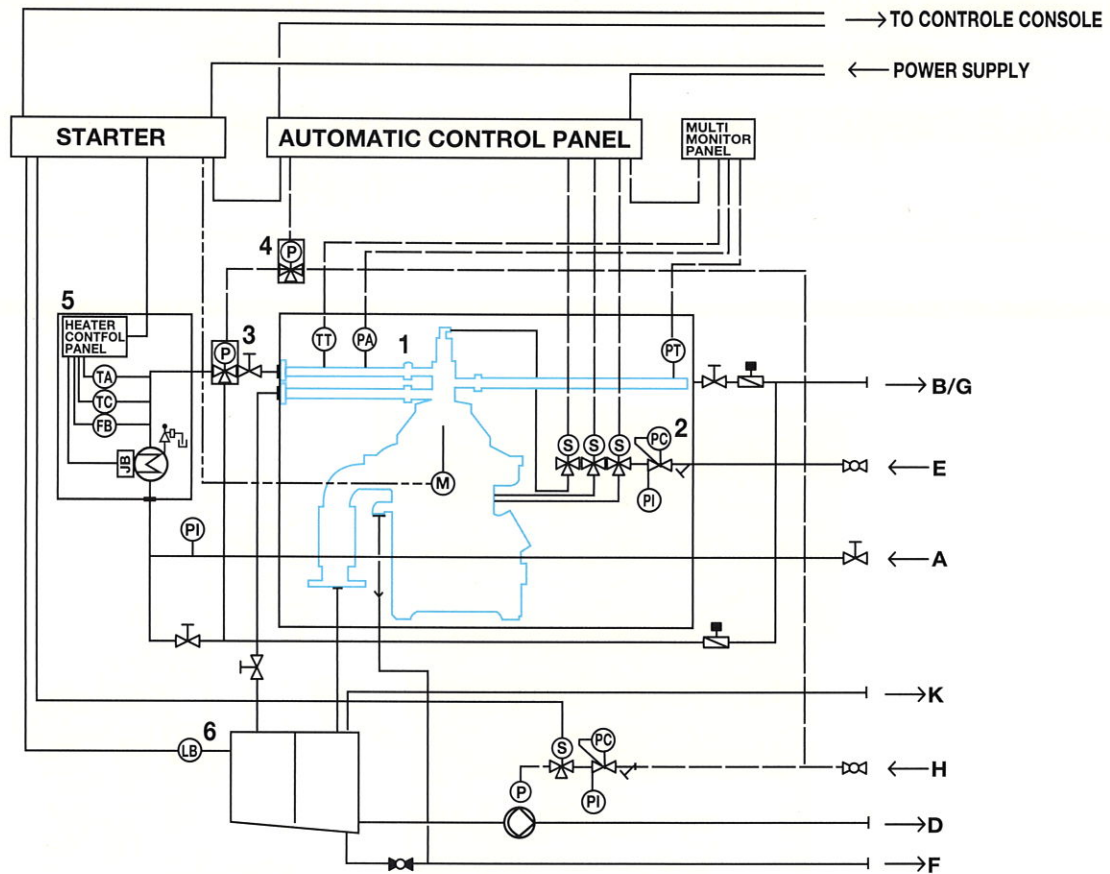 TO CONTROLE CONSOLE
POWER SUPPLY
STARTER
AUTOMATIC CONTROL PANEL
MULTI
MONITOR
PANEL
4
P
5
HEATER
CONTFOL
PANEL
3
P
TT
PA
1
PT
TA
TC
FB
JB
B/G
S
S
S
PC
2
E
M
PI
PI
A
K
6
LB
S
PC
H
P
PI
D
F